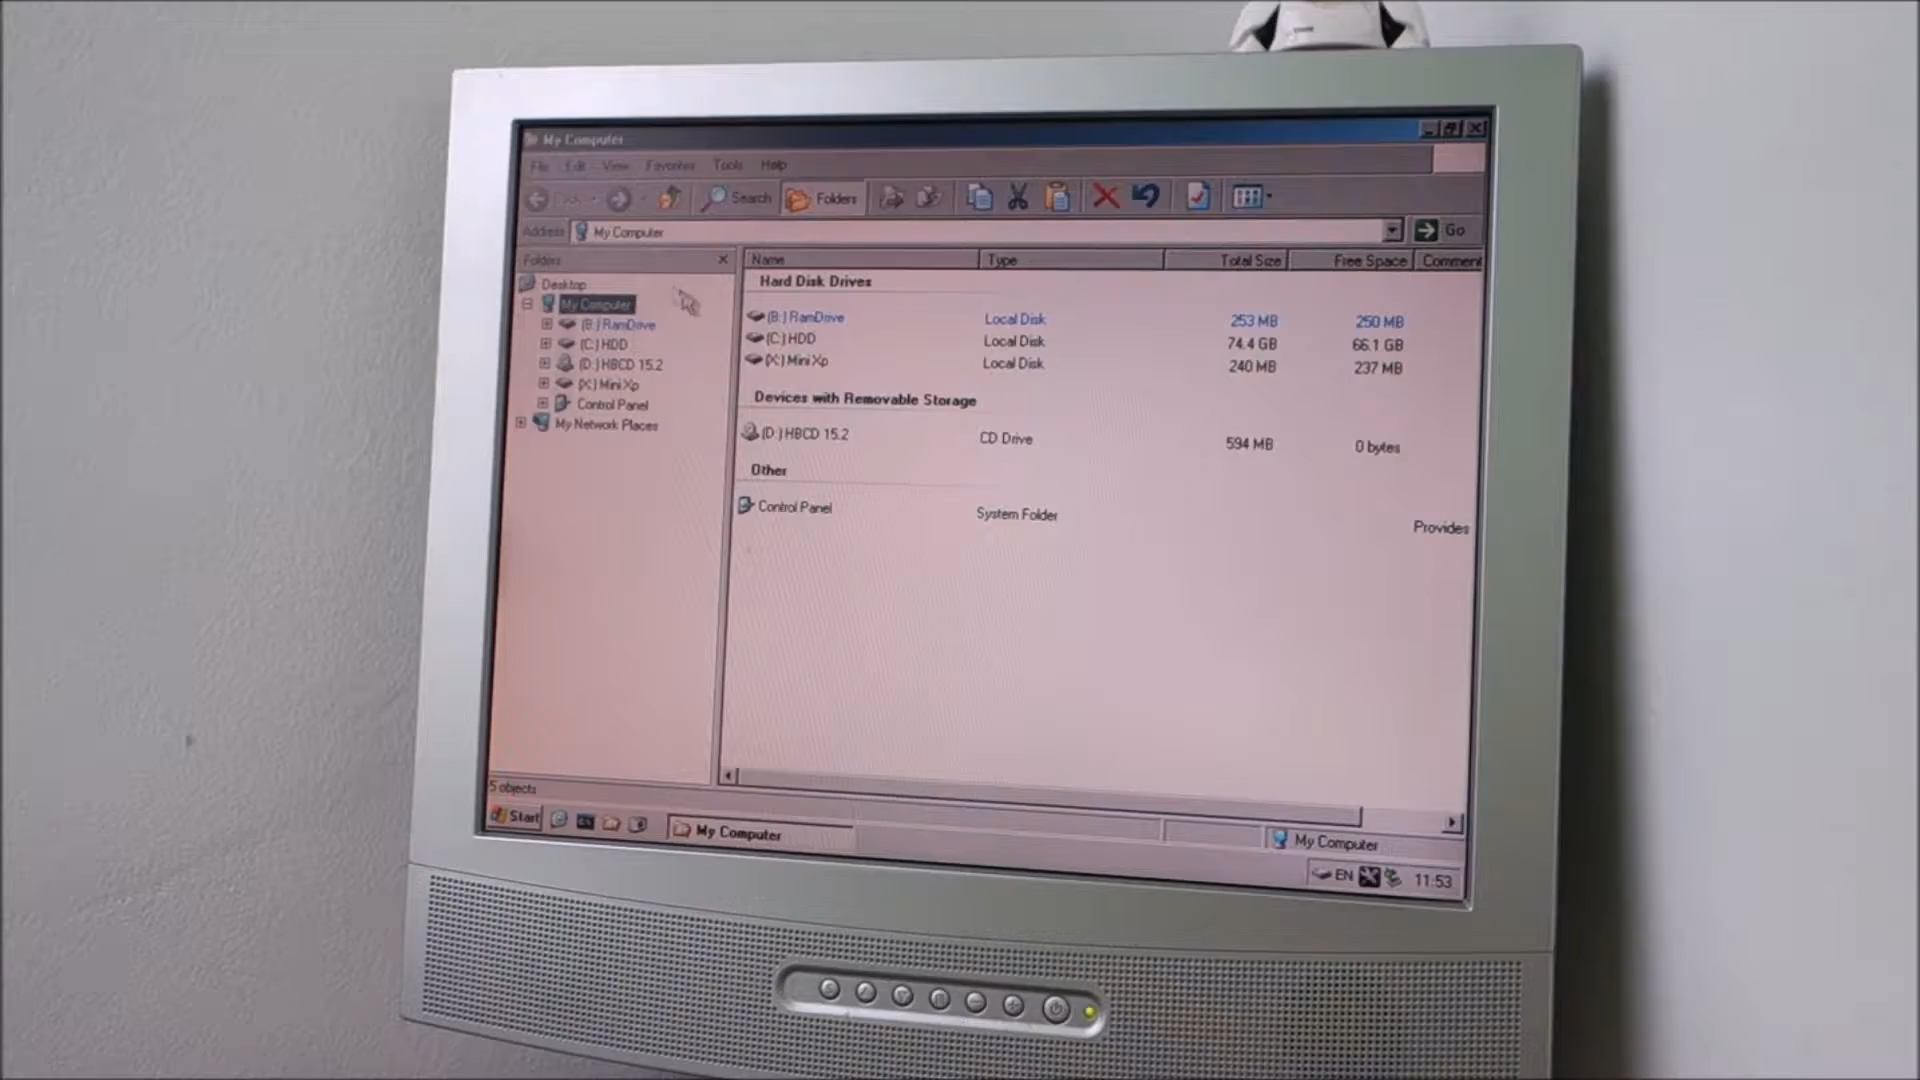 My Computer
File Edit View Favorites Tools Help
Search Folders
Address My Computer Go
Folders
Desktop
My Computer
(B:) RamDrive
(C:) HDD
(D:) HBCD 15.2
(X:) Mini Xp
Control Panel
My Network Places
Name Type Total Size Free Space Comment
Hard Disk Drives
(B:) RamDrive Local Disk 253 MB 250 MB
(C:) HDD Local Disk 74.4 GB 66.1 GB
(X:) Mini Xp Local Disk 240 MB 237 MB
Devices with Removable Storage
(D:) HBCD 15.2 CD Drive 594 MB 0 bytes
Other
Control Panel System Folder Provides
5 objects
My Computer
Start My Computer
EN 11:53